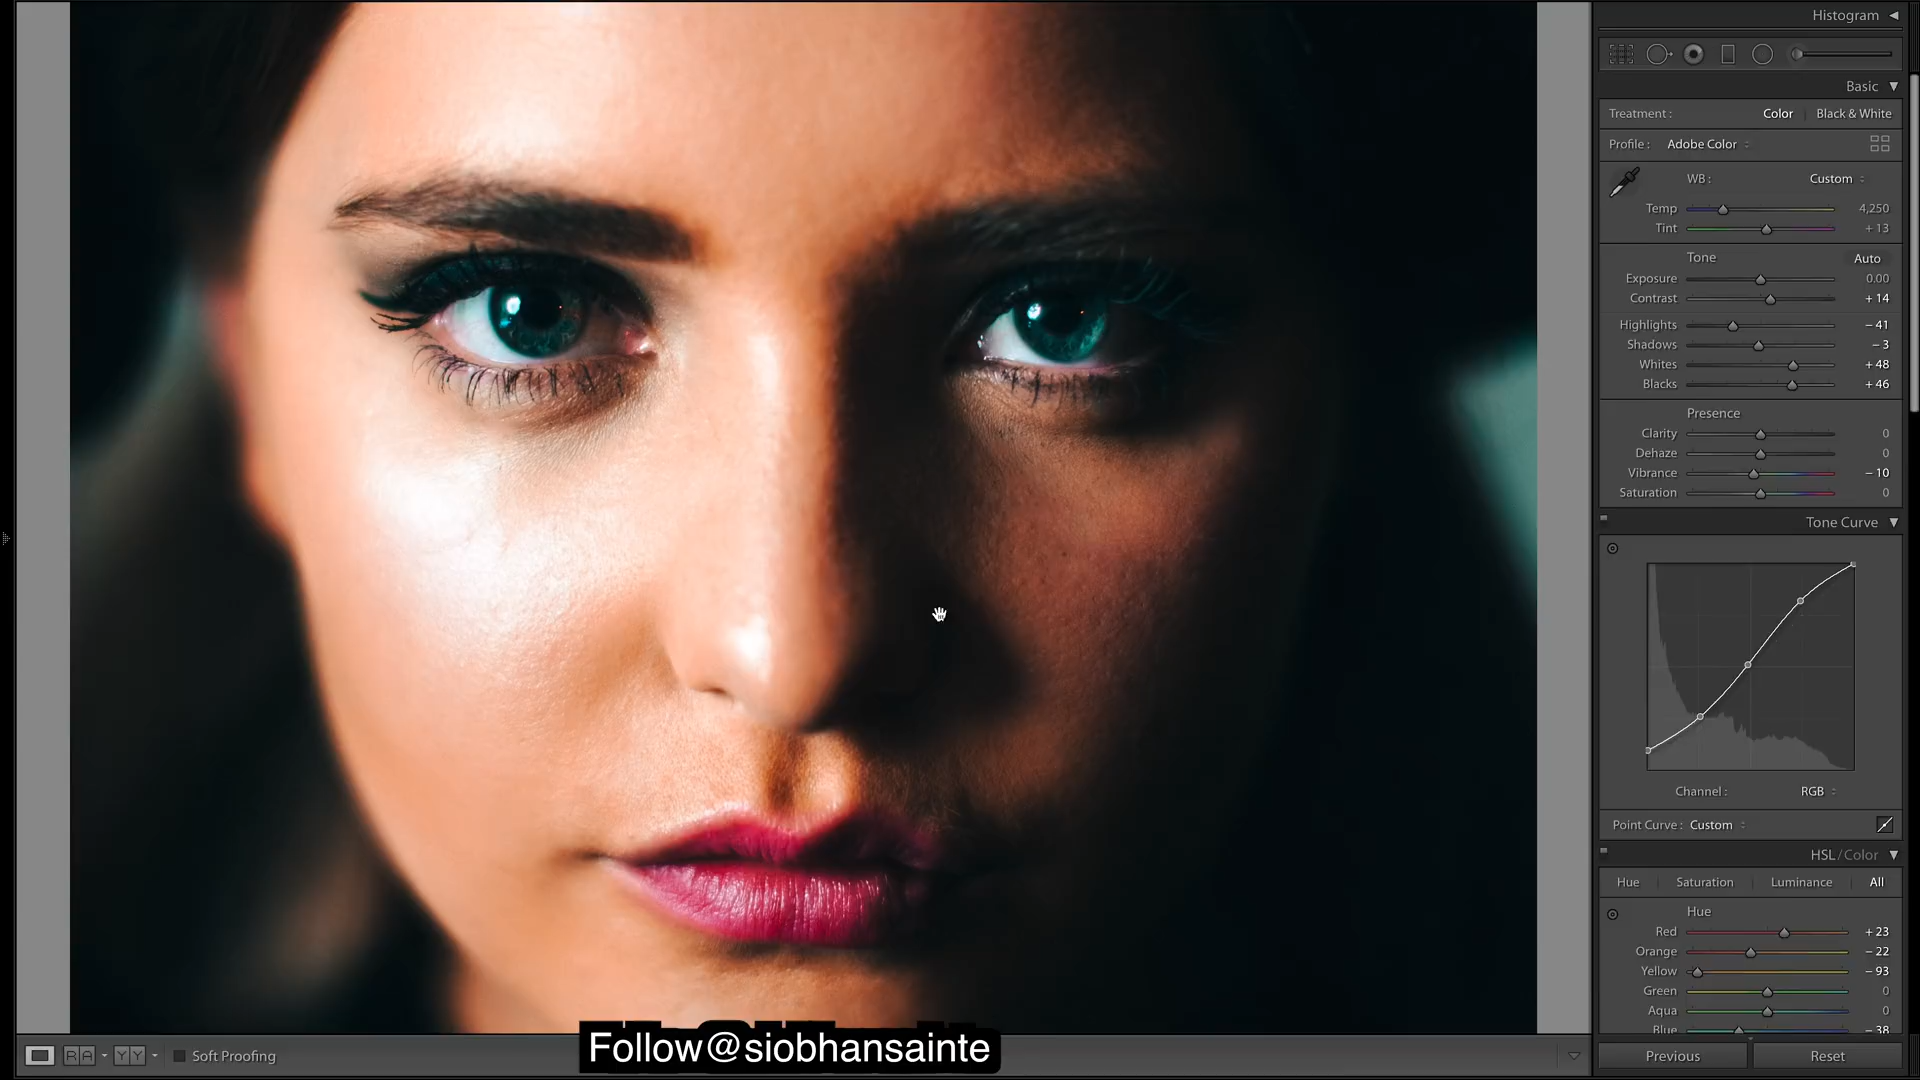 Histogram
Basic
Treatment : Color Black & White
Profile : Adobe Color
WB : Custom
Temp 4,250
Tint + 13
Tone Auto
Exposure 0.00
Contrast + 14
Highlights − 41
Shadows − 3
Whites + 48
Blacks + 46
Presence
Clarity 0
Dehaze 0
Vibrance − 10
Saturation 0
Tone Curve
Channel : RGB
Point Curve : Custom
HSL / Color
Hue Saturation Luminance All
Hue
Red + 23
Orange − 22
Yellow − 93
Green 0
Aqua 0
Blue − 38
R A Y Y Soft Proofing
Follow@siobhansainte
Previous Reset